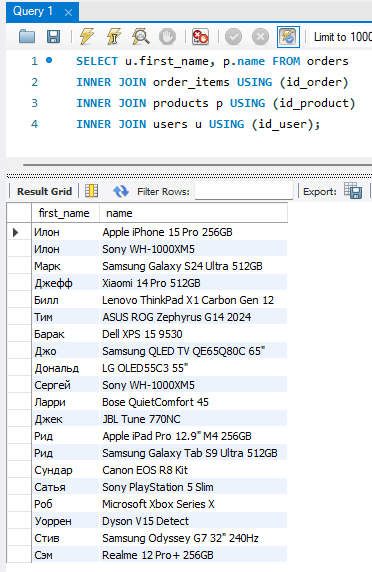 Query 1
Limit to 1000
1 SELECT u.first_name, p.name FROM orders
2 INNER JOIN order_items USING (id_order)
3 INNER JOIN products p USING (id_product)
4 INNER JOIN users u USING (id_user);
Result Grid Filter Rows: Export:
first_name name
Илон Apple iPhone 15 Pro 256GB
Илон Sony WH-1000XM5
Марк Samsung Galaxy S24 Ultra 512GB
Джефф Xiaomi 14 Pro 512GB
Билл Lenovo ThinkPad X1 Carbon Gen 12
Тим ASUS ROG Zephyrus G14 2024
Барак Dell XPS 15 9530
Джо Samsung QLED TV QE65Q80C 65"
Дональд LG OLED55C3 55"
Сергей Sony WH-1000XM5
Ларри Bose QuietComfort 45
Джек JBL Tune 770NC
Рид Apple iPad Pro 12.9" M4 256GB
Рид Samsung Galaxy Tab S9 Ultra 512GB
Сундар Canon EOS R8 Kit
Сатья Sony PlayStation 5 Slim
Роб Microsoft Xbox Series X
Уоррен Dyson V15 Detect
Стив Samsung Odyssey G7 32" 240Hz
Сэм Realme 12 Pro+ 256GB